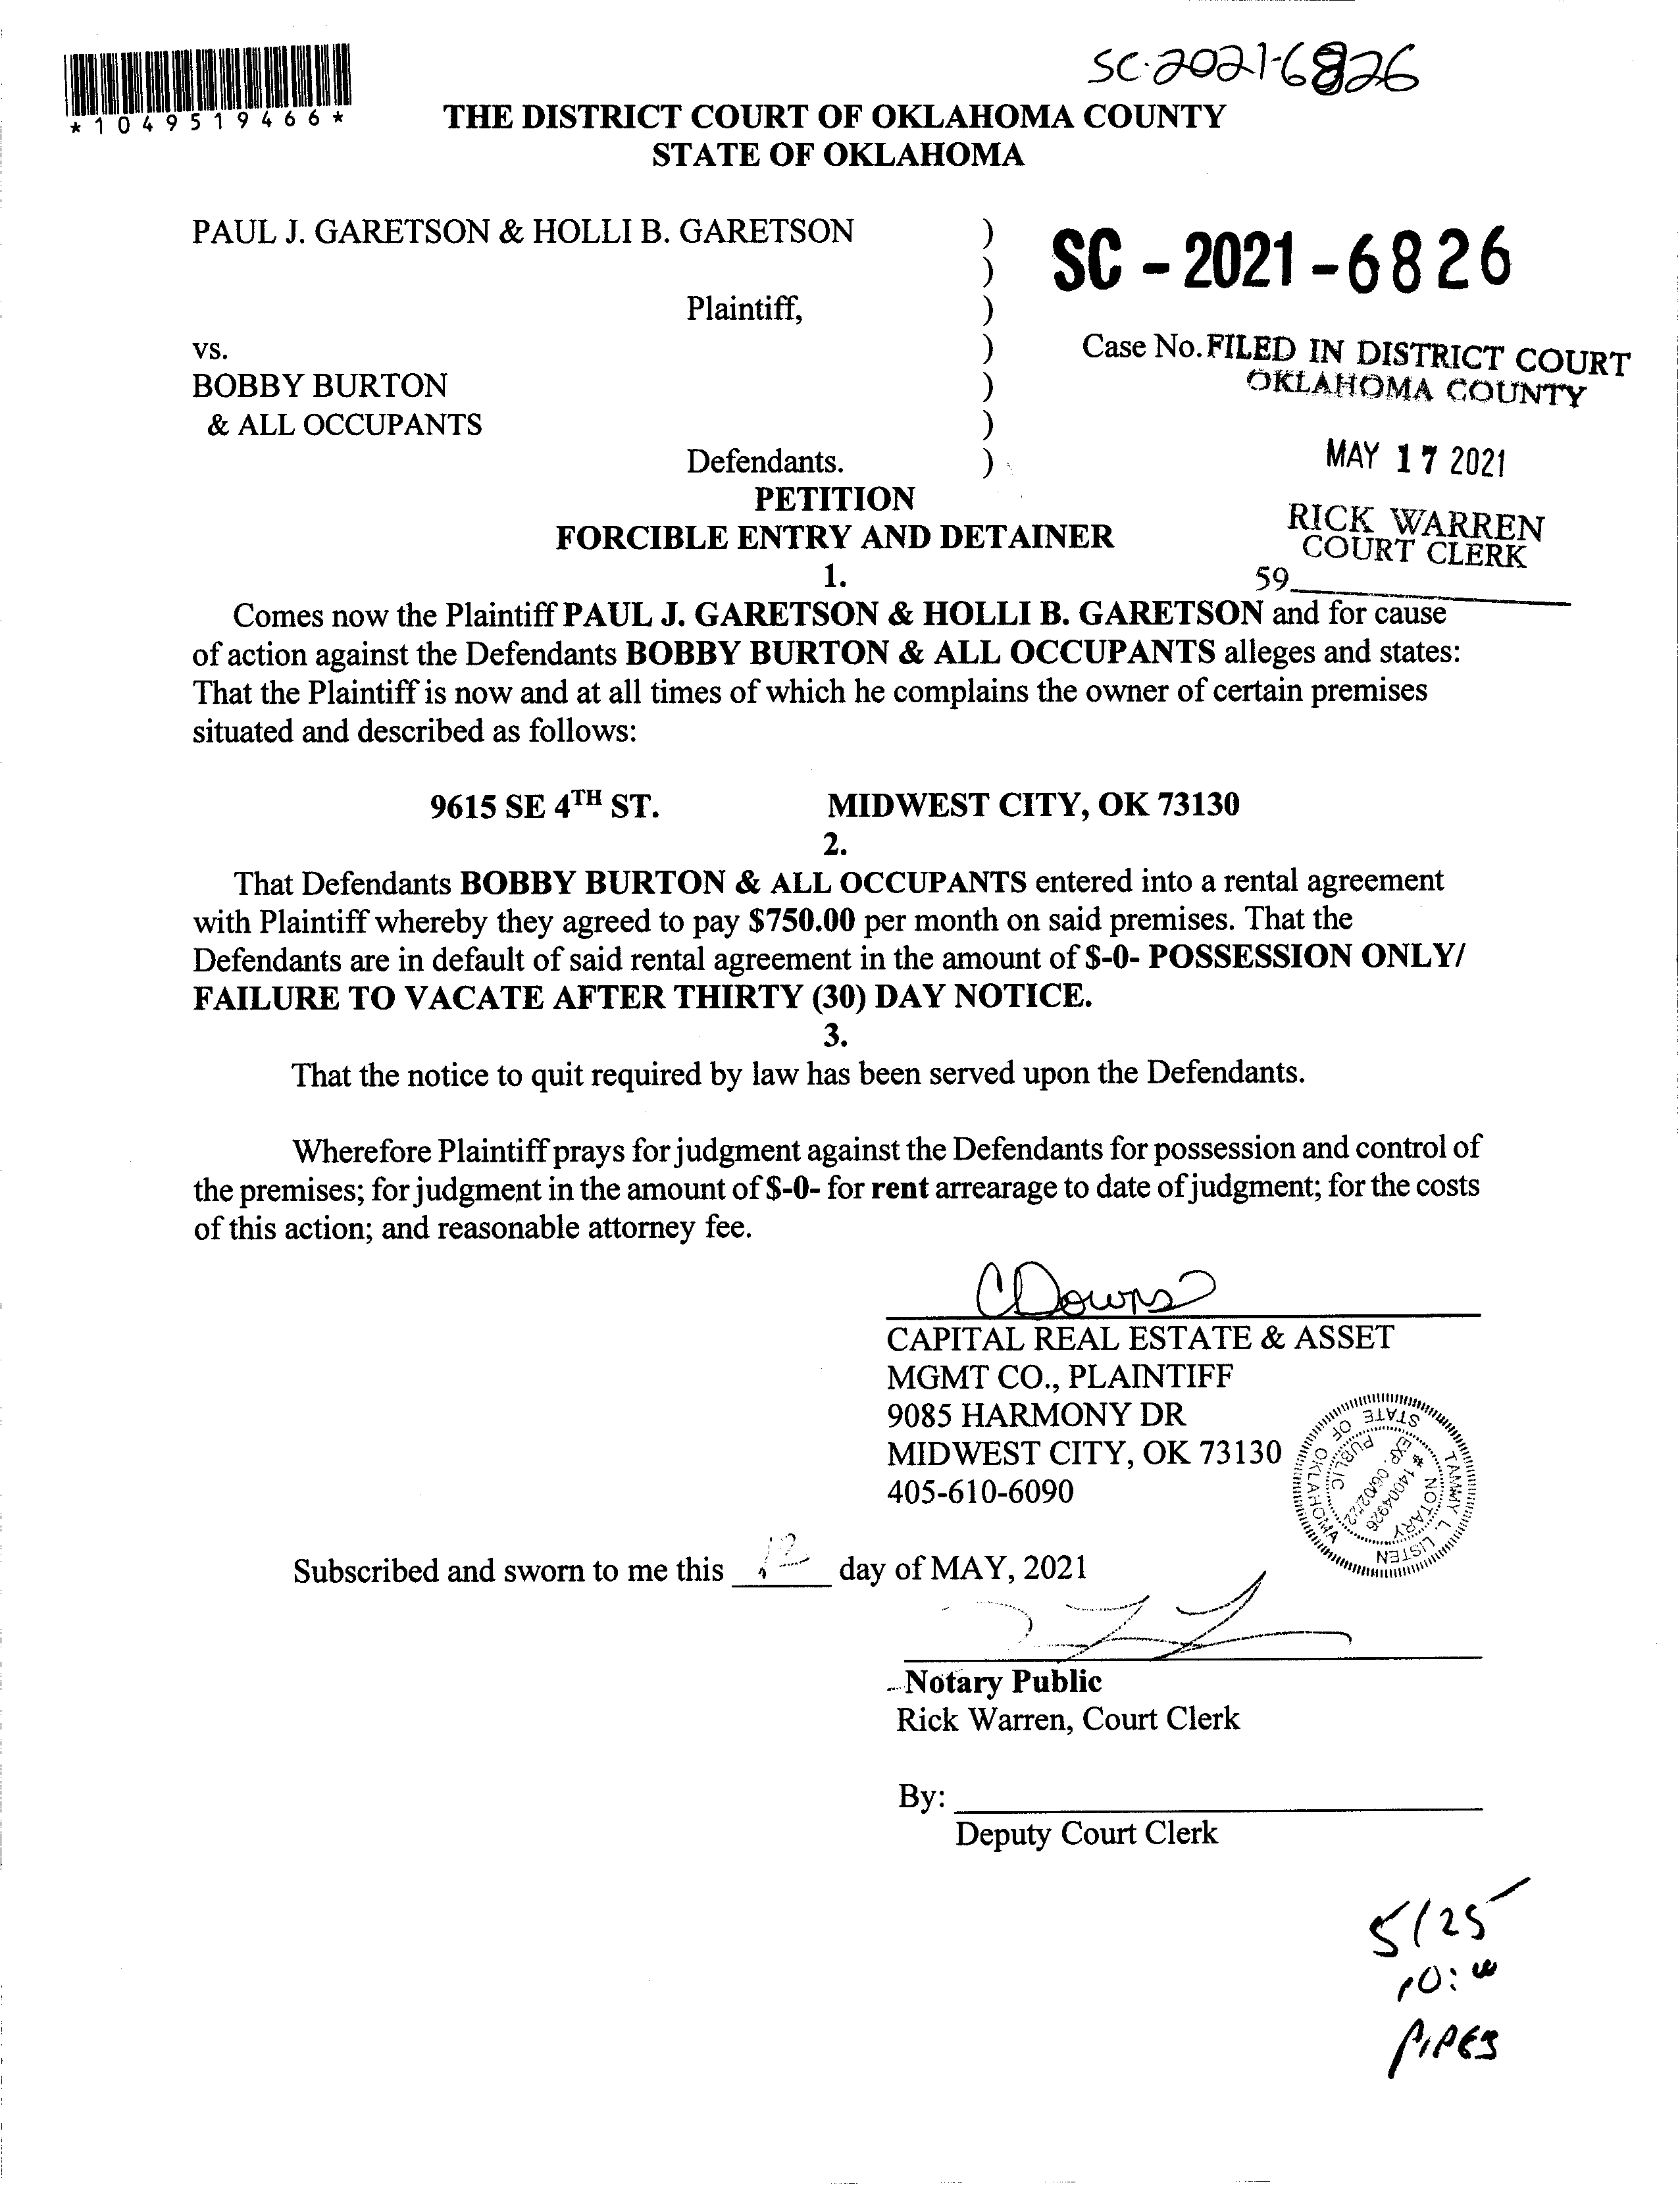 SC-2021-6826
*1049519466*
THE DISTRICT COURT OF OKLAHOMA COUNTY
STATE OF OKLAHOMA
PAUL J. GARETSON & HOLLI B. GARETSON )
)
SC - 2021 - 6826
Plaintiff, )
vs. )
Case No. FILED IN DISTRICT COURT
OKLAHOMA COUNTY
BOBBY BURTON )
& ALL OCCUPANTS )
Defendants. )
MAY 17 2021
PETITION
FORCIBLE ENTRY AND DETAINER
RICK WARREN
COURT CLERK
1.
59
Comes now the Plaintiff PAUL J. GARETSON & HOLLI B. GARETSON and for cause
of action against the Defendants BOBBY BURTON & ALL OCCUPANTS alleges and states:
That the Plaintiff is now and at all times of which he complains the owner of certain premises
situated and described as follows:
9615 SE 4TH ST. MIDWEST CITY, OK 73130
2.
That Defendants BOBBY BURTON & ALL OCCUPANTS entered into a rental agreement
with Plaintiff whereby they agreed to pay $750.00 per month on said premises. That the
Defendants are in default of said rental agreement in the amount of $-0- POSSESSION ONLY/
FAILURE TO VACATE AFTER THIRTY (30) DAY NOTICE.
3.
That the notice to quit required by law has been served upon the Defendants.
Wherefore Plaintiff prays for judgment against the Defendants for possession and control of
the premises; for judgment in the amount of $-0- for rent arrearage to date of judgment; for the costs
of this action; and reasonable attorney fee.
CDowns
CAPITAL REAL ESTATE & ASSET
MGMT CO., PLAINTIFF
9085 HARMONY DR
MIDWEST CITY, OK 73130
405-610-6090
TAMMY L. LISTEN
NOTARY PUBLIC
STATE OF OKLAHOMA
# 14004926
EXP. 06/02/22
Subscribed and sworn to me this 12 day of MAY, 2021
Notary Public
Rick Warren, Court Clerk
By:
Deputy Court Clerk
5/25
10:00
PIPES